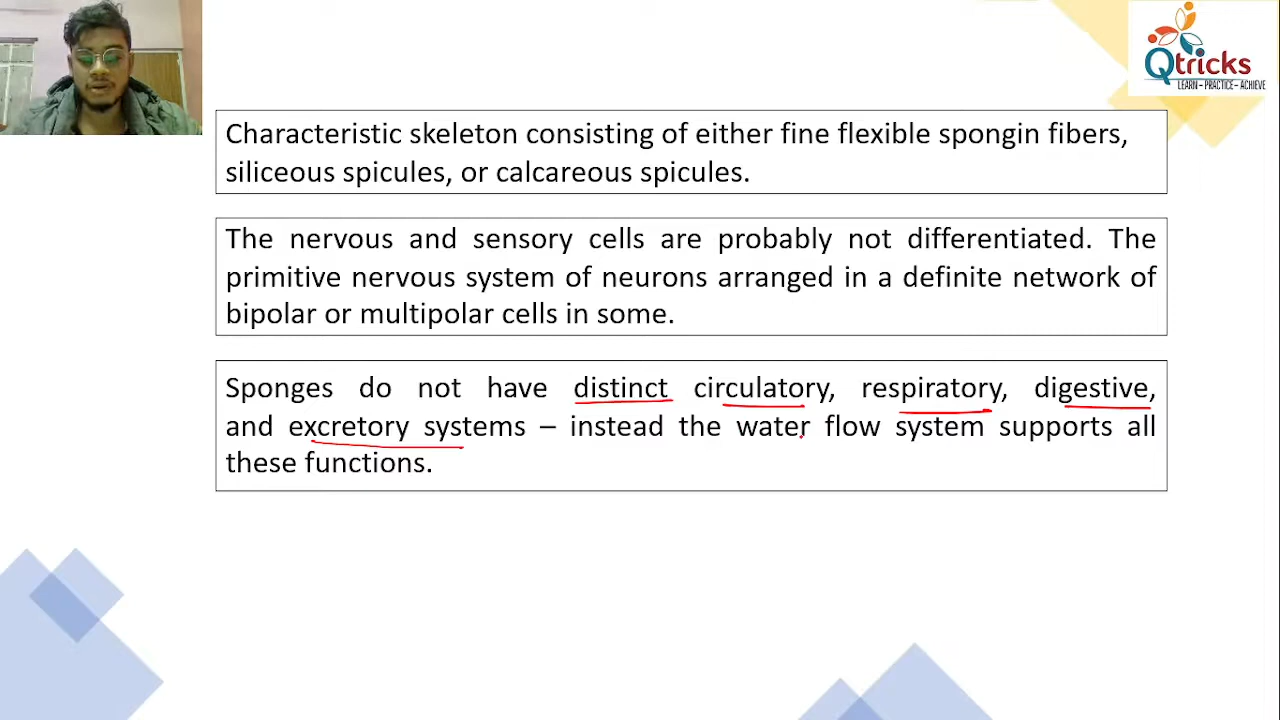 Qtricks
LEARN – PRACTICE – ACHIEVE
Characteristic skeleton consisting of either fine flexible spongin fibers,
siliceous spicules, or calcareous spicules.
The nervous and sensory cells are probably not differentiated. The
primitive nervous system of neurons arranged in a definite network of
bipolar or multipolar cells in some.
Sponges do not have distinct circulatory, respiratory, digestive,
and excretory systems – instead the water flow system supports all
these functions.